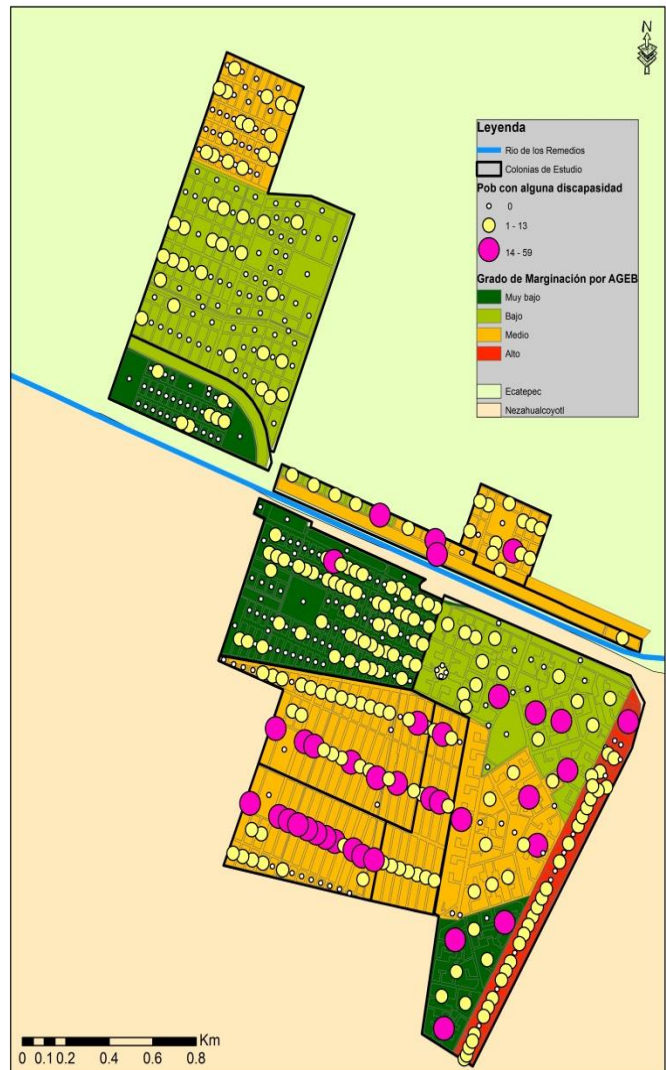 N
Leyenda
Rio de los Remedios
Colonias de Estudio
Pob con alguna discapasidad
0
1 - 13
14 - 59
Grado de Marginación por AGEB
Muy bajo
Bajo
Medio
Alto
Ecatepec
Nezahualcoyotl
Km
0 0.1 0.2 0.4 0.6 0.8